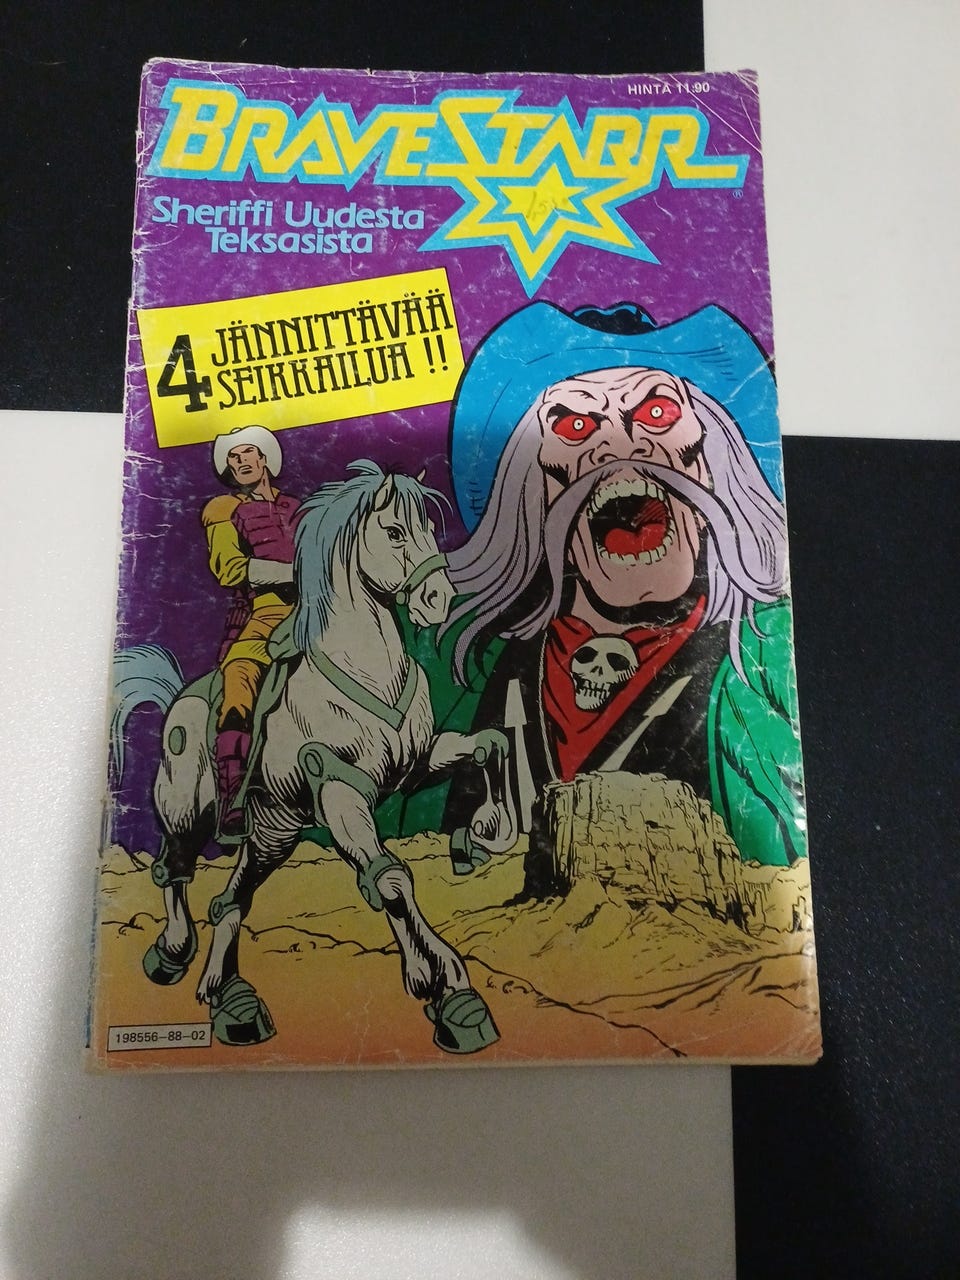 HINTA 11:90
BRAVESTARR
®
Sheriffi Uudesta
Teksasista
4 JÄNNITTÄVÄÄ
SEIKKAILUA !!
198556-88-02